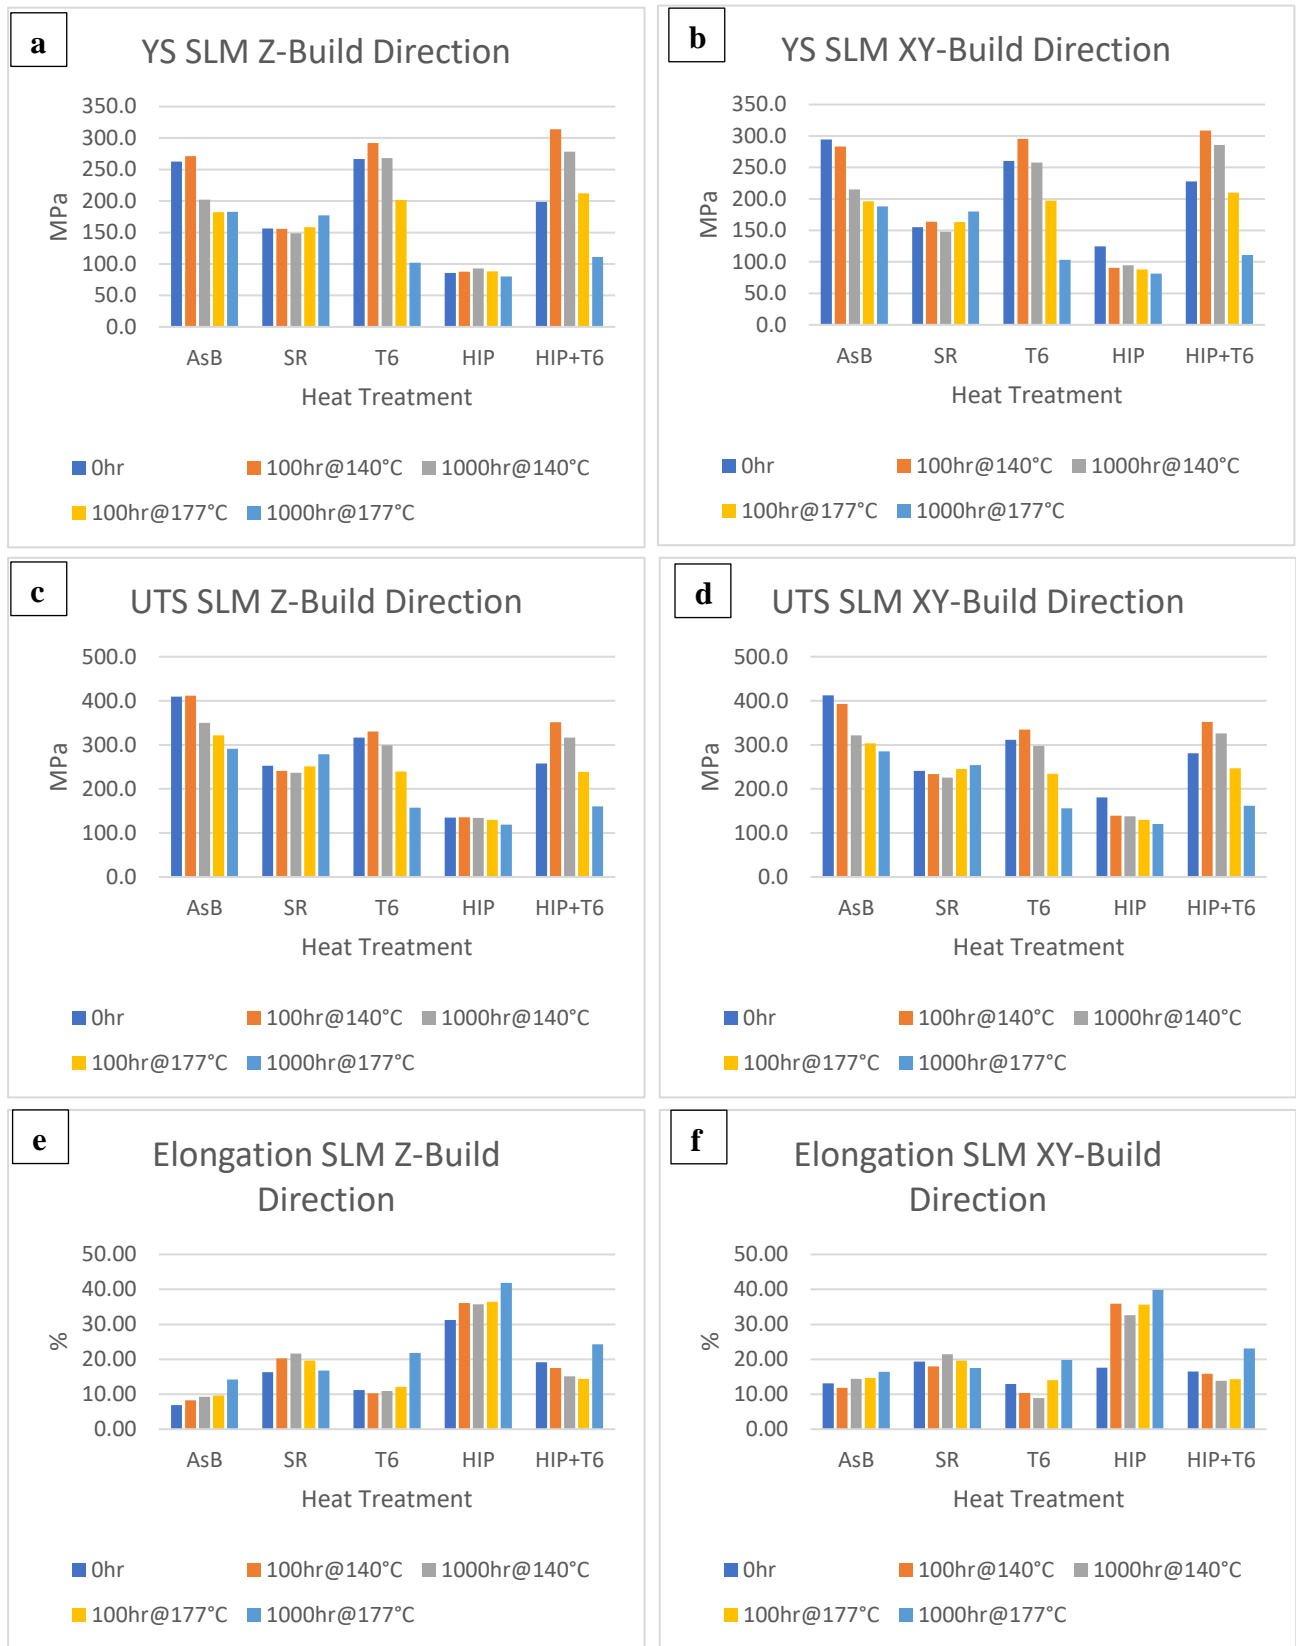 a
YS SLM Z-Build Direction
350.0
300.0
250.0
200.0
150.0
100.0
50.0
0.0
MPa
AsB SR T6 HIP HIP+T6
Heat Treatment
0hr 100hr@140°C 1000hr@140°C
100hr@177°C 1000hr@177°C
b
YS SLM XY-Build Direction
350.0
300.0
250.0
200.0
150.0
100.0
50.0
0.0
MPa
AsB SR T6 HIP HIP+T6
Heat Treatment
0hr 100hr@140°C 1000hr@140°C
100hr@177°C 1000hr@177°C
c
UTS SLM Z-Build Direction
500.0
400.0
300.0
200.0
100.0
0.0
MPa
AsB SR T6 HIP HIP+T6
Heat Treatment
0hr 100hr@140°C 1000hr@140°C
100hr@177°C 1000hr@177°C
d
UTS SLM XY-Build Direction
500.0
400.0
300.0
200.0
100.0
0.0
MPa
AsB SR T6 HIP HIP+T6
Heat Treatment
0hr 100hr@140°C 1000hr@140°C
100hr@177°C 1000hr@177°C
e
Elongation SLM Z-Build
Direction
50.00
40.00
30.00
20.00
10.00
0.00
%
AsB SR T6 HIP HIP+T6
Heat Treatment
0hr 100hr@140°C 1000hr@140°C
100hr@177°C 1000hr@177°C
f
Elongation SLM XY-Build
Direction
50.00
40.00
30.00
20.00
10.00
0.00
%
AsB SR T6 HIP HIP+T6
Heat Treatment
0hr 100hr@140°C 1000hr@140°C
100hr@177°C 1000hr@177°C